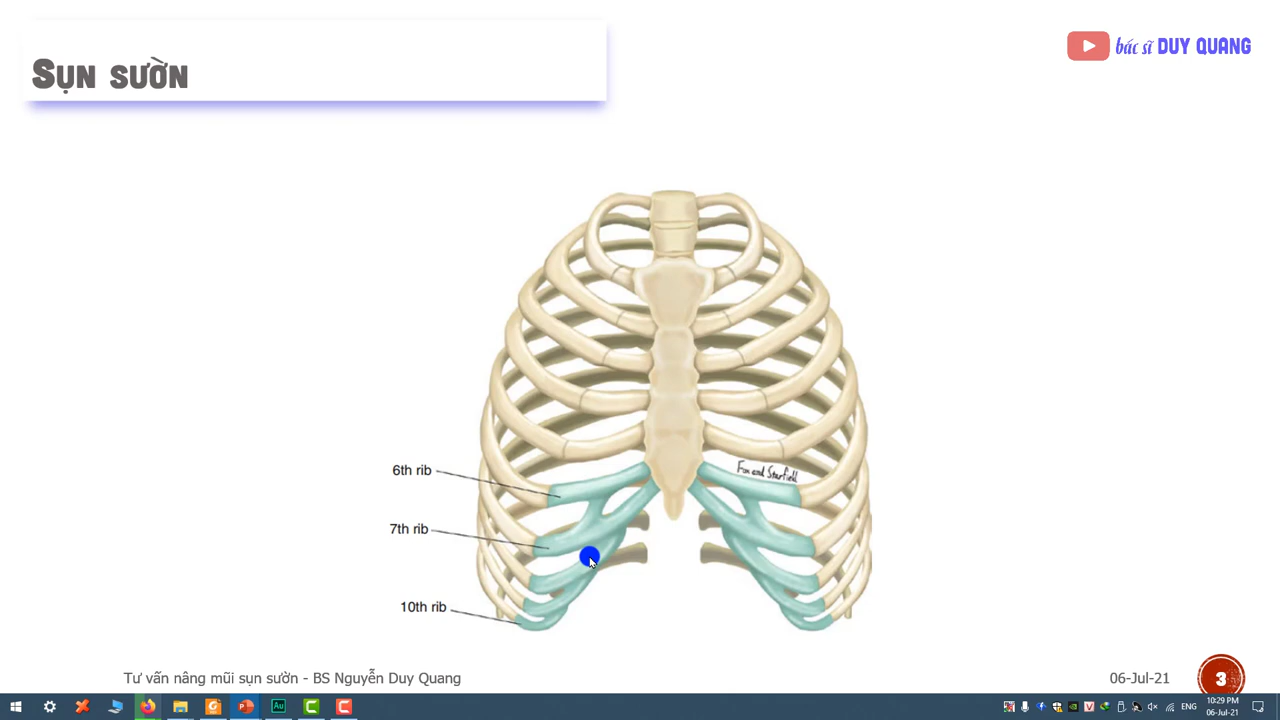 Sụn sườn
bác sĩ DUY QUANG
Fox and Starfield
6th rib
7th rib
10th rib
Tư vấn nâng mũi sụn sườn - BS Nguyễn Duy Quang
06-Jul-21
3
ENG
10:29 PM
06-Jul-21